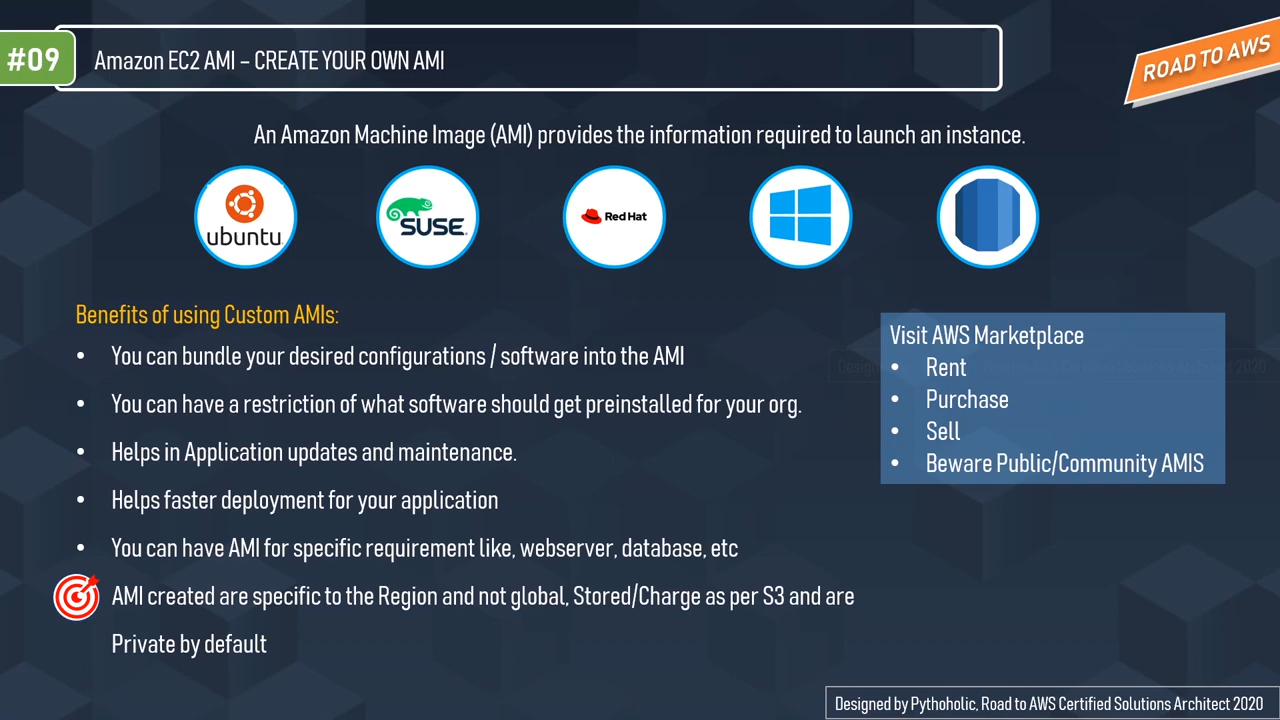 #09
Amazon EC2 AMI – CREATE YOUR OWN AMI
ROAD TO AWS
An Amazon Machine Image (AMI) provides the information required to launch an instance.
ubuntu
SUSE
Red Hat
Benefits of using Custom AMIs:
• You can bundle your desired configurations / software into the AMI
• You can have a restriction of what software should get preinstalled for your org.
• Helps in Application updates and maintenance.
• Helps faster deployment for your application
• You can have AMI for specific requirement like, webserver, database, etc
AMI created are specific to the Region and not global, Stored/Charge as per S3 and are
Private by default
Visit AWS Marketplace
• Rent
• Purchase
• Sell
• Beware Public/Community AMIS
Designed by Pythoholic, Road to AWS Certified Solutions Architect 2020